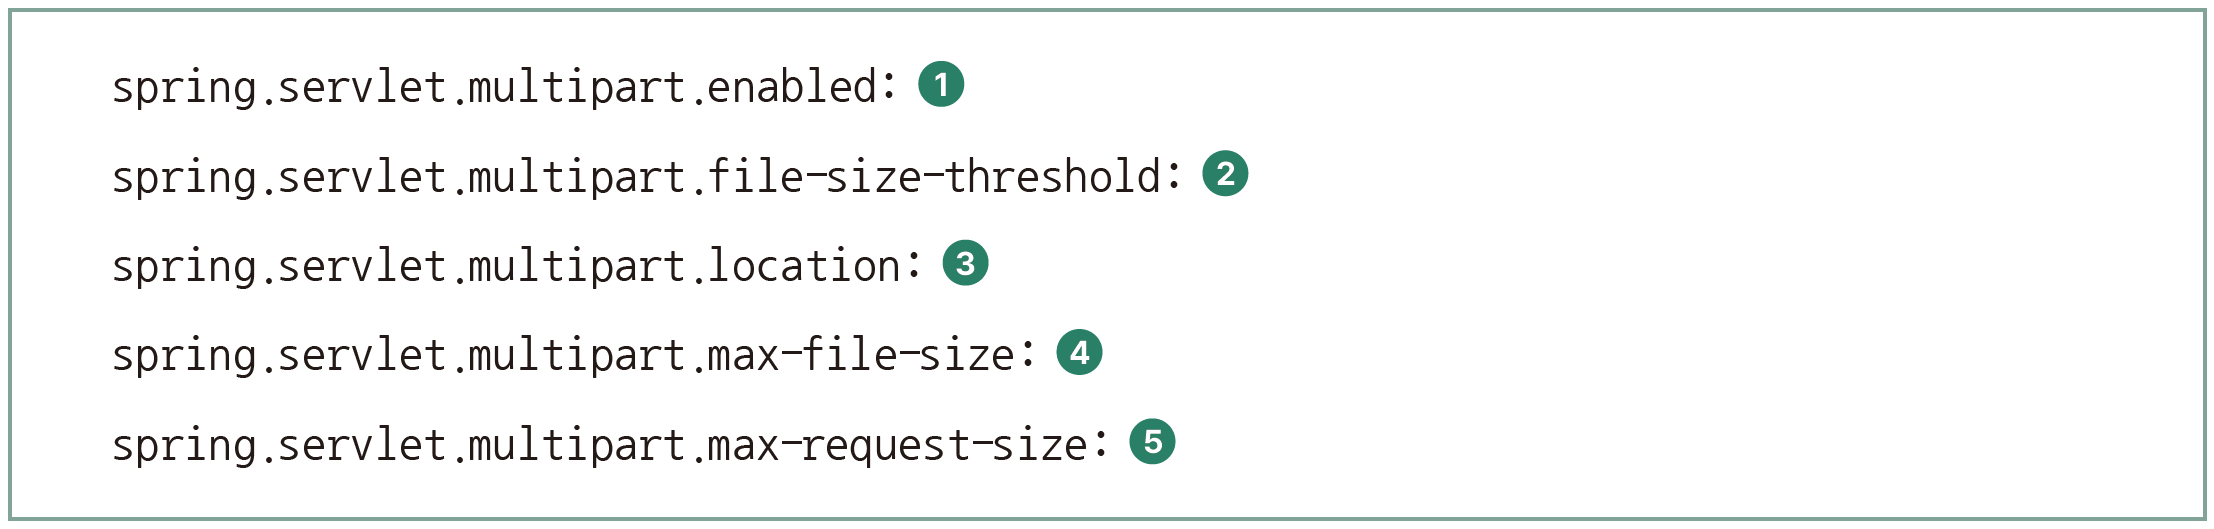 spring.servlet.multipart.enabled: 1
spring.servlet.multipart.file-size-threshold: 2
spring.servlet.multipart.location: 3
spring.servlet.multipart.max-file-size: 4
spring.servlet.multipart.max-request-size: 5